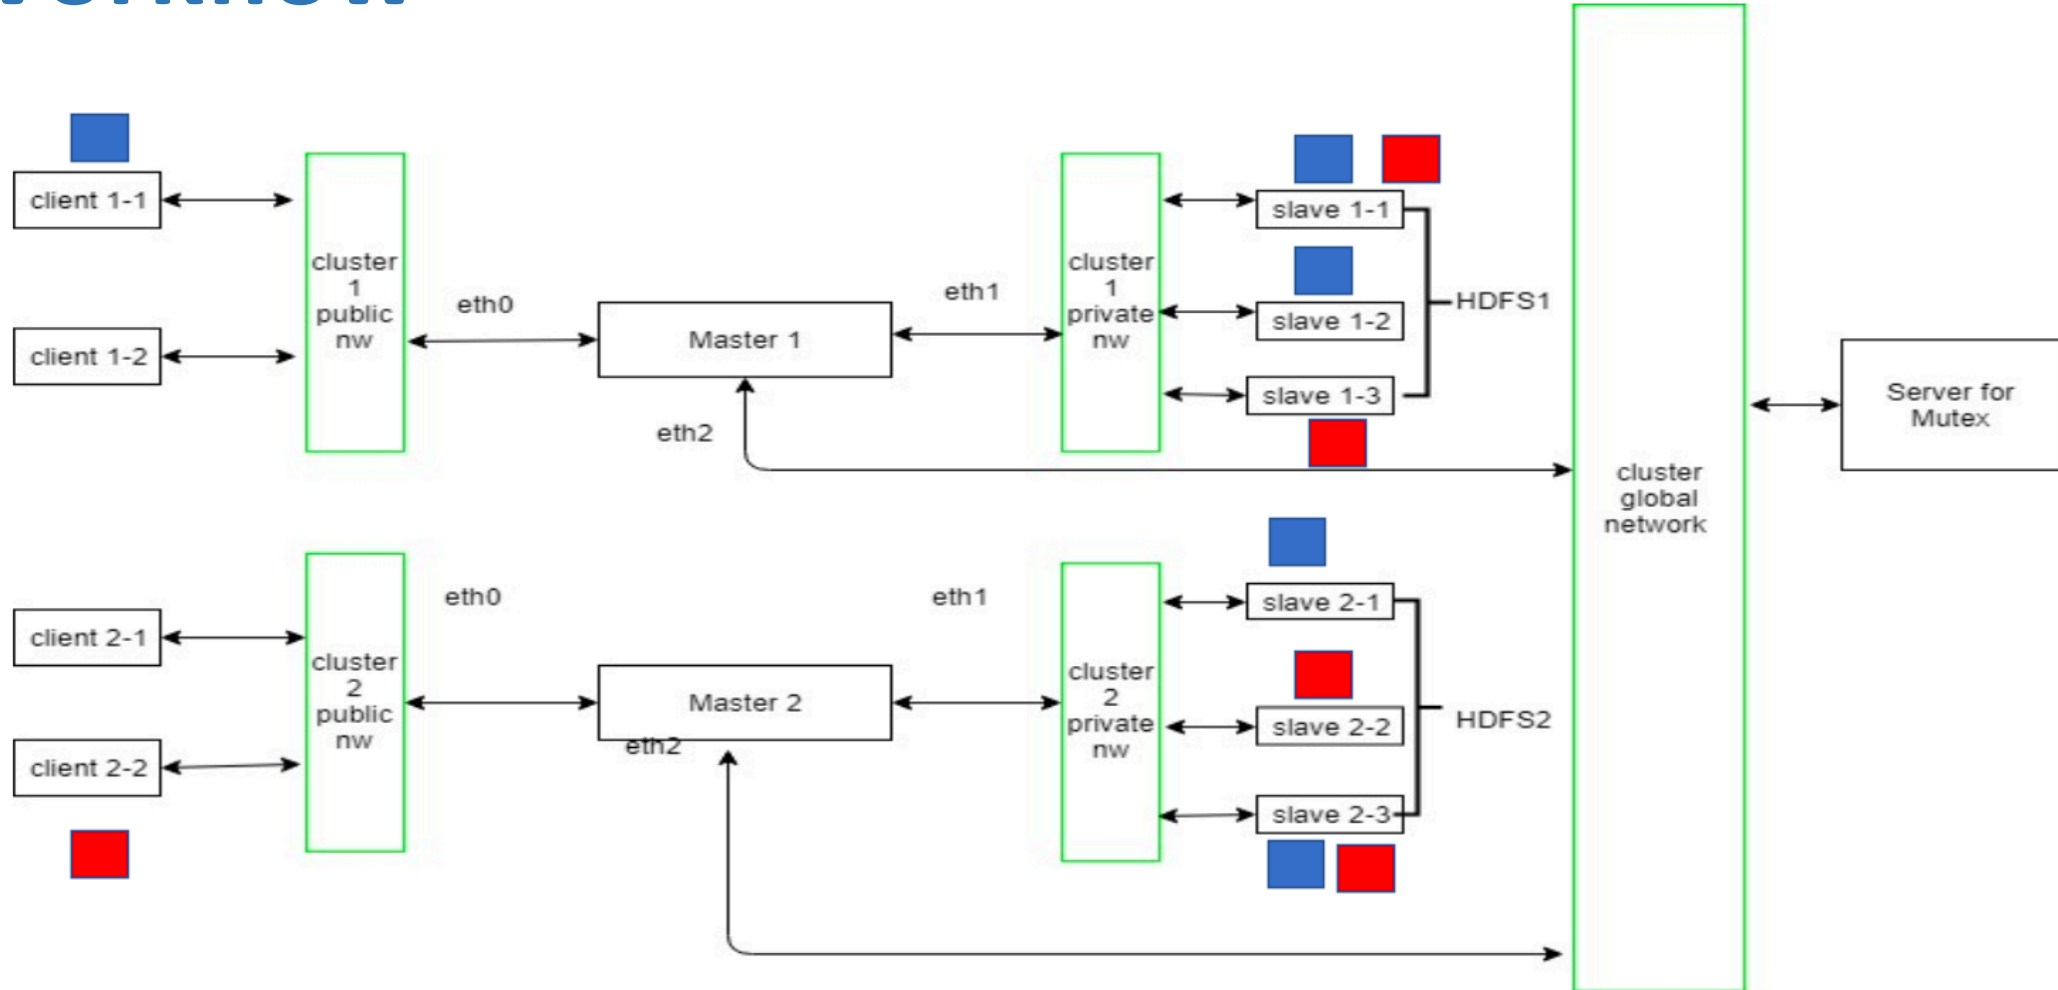 client 1-1
client 1-2
cluster
1
public
nw
eth0
Master 1
eth1
eth2
cluster
1
private
nw
slave 1-1
slave 1-2
slave 1-3
HDFS1
cluster
global
network
Server for
Mutex
client 2-1
client 2-2
cluster
2
public
nw
eth0
Master 2
eth1
eth2
cluster
2
private
nw
slave 2-1
slave 2-2
slave 2-3
HDFS2